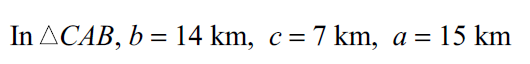 In △CAB, b = 14 km, c = 7 km, a = 15 km